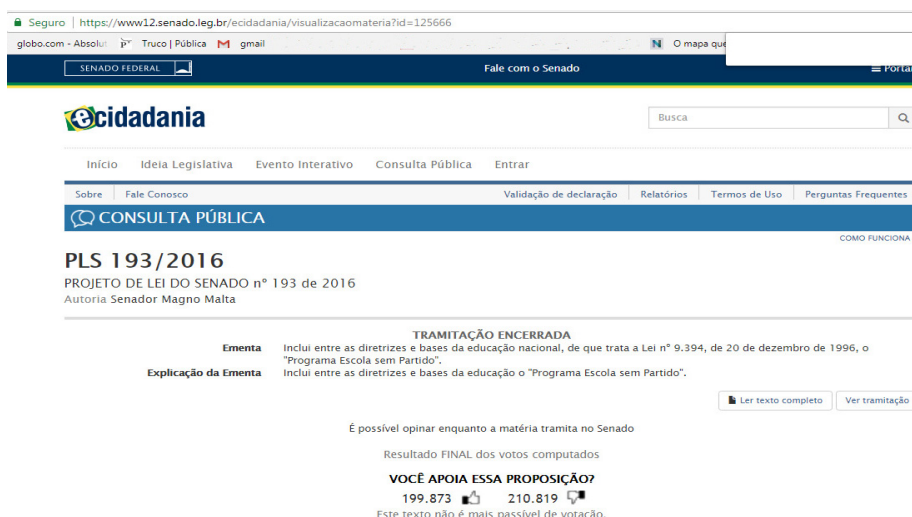 Seguro | https://www12.senado.leg.br/ecidadania/visualizacaomateria?id=125666
globo.com - Absolut Truco | Pública gmail O mapa que
SENADO FEDERAL Fale com o Senado Portal
ecidadania Busca
Início Ideia Legislativa Evento Interativo Consulta Pública Entrar
Sobre Fale Conosco Validação de declaração Relatórios Termos de Uso Perguntas Frequentes
CONSULTA PÚBLICA
COMO FUNCIONA
PLS 193/2016
PROJETO DE LEI DO SENADO nº 193 de 2016
Autoria Senador Magno Malta
TRAMITAÇÃO ENCERRADA
Ementa Inclui entre as diretrizes e bases da educação nacional, de que trata a Lei nº 9.394, de 20 de dezembro de 1996, o
"Programa Escola sem Partido".
Explicação da Ementa Inclui entre as diretrizes e bases da educação o "Programa Escola sem Partido".
Ler texto completo Ver tramitação
É possível opinar enquanto a matéria tramita no Senado
Resultado FINAL dos votos computados
VOCÊ APOIA ESSA PROPOSIÇÃO?
199.873 210.819
Este texto não é mais passível de votação.